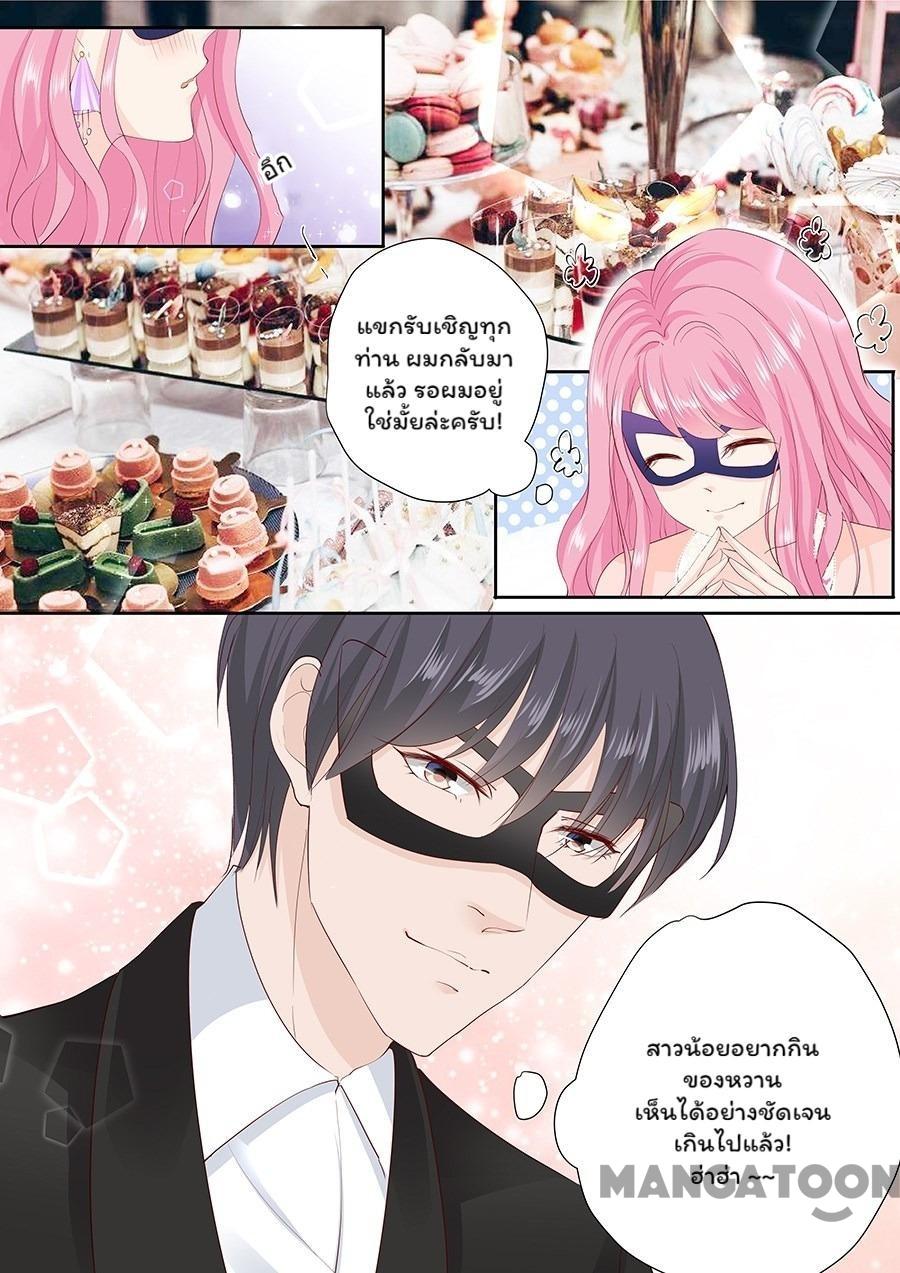 อึก
แขกรับเชิญทุก
ท่าน ผมกลับมา
แล้ว รอผมอยู่
ใช่มั้ยล่ะครับ!
สาวน้อยอยากกิน
ของหวาน
เห็นได้อย่างชัดเจน
เกินไปแล้ว!
ฮ่าฮ่า ~~
MANGATOON